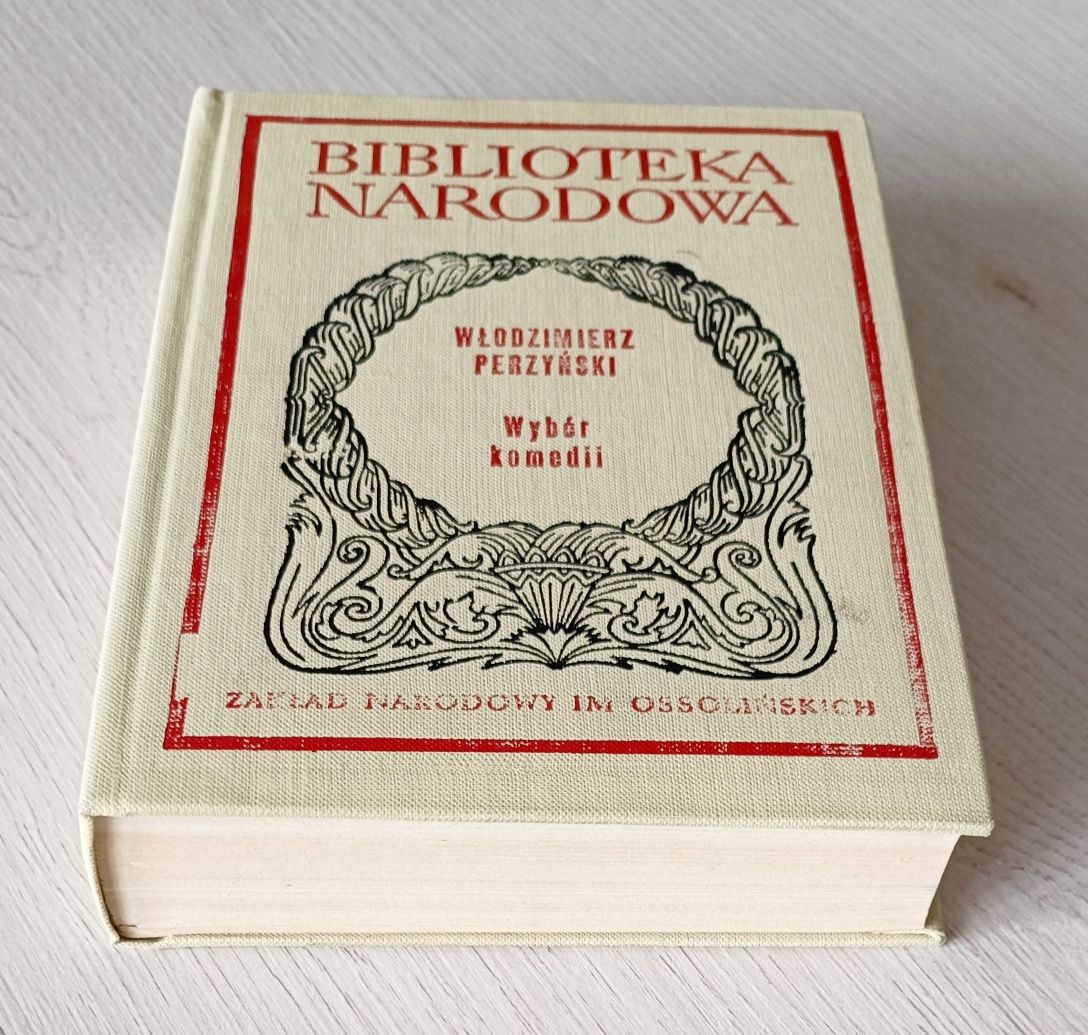 BIBLIOTEKA
NARODOWA
WŁODZIMIERZ
PERZYŃSKI
Wybór
komedii
ZAKŁAD NARODOWY IM OSSOLIŃSKICH